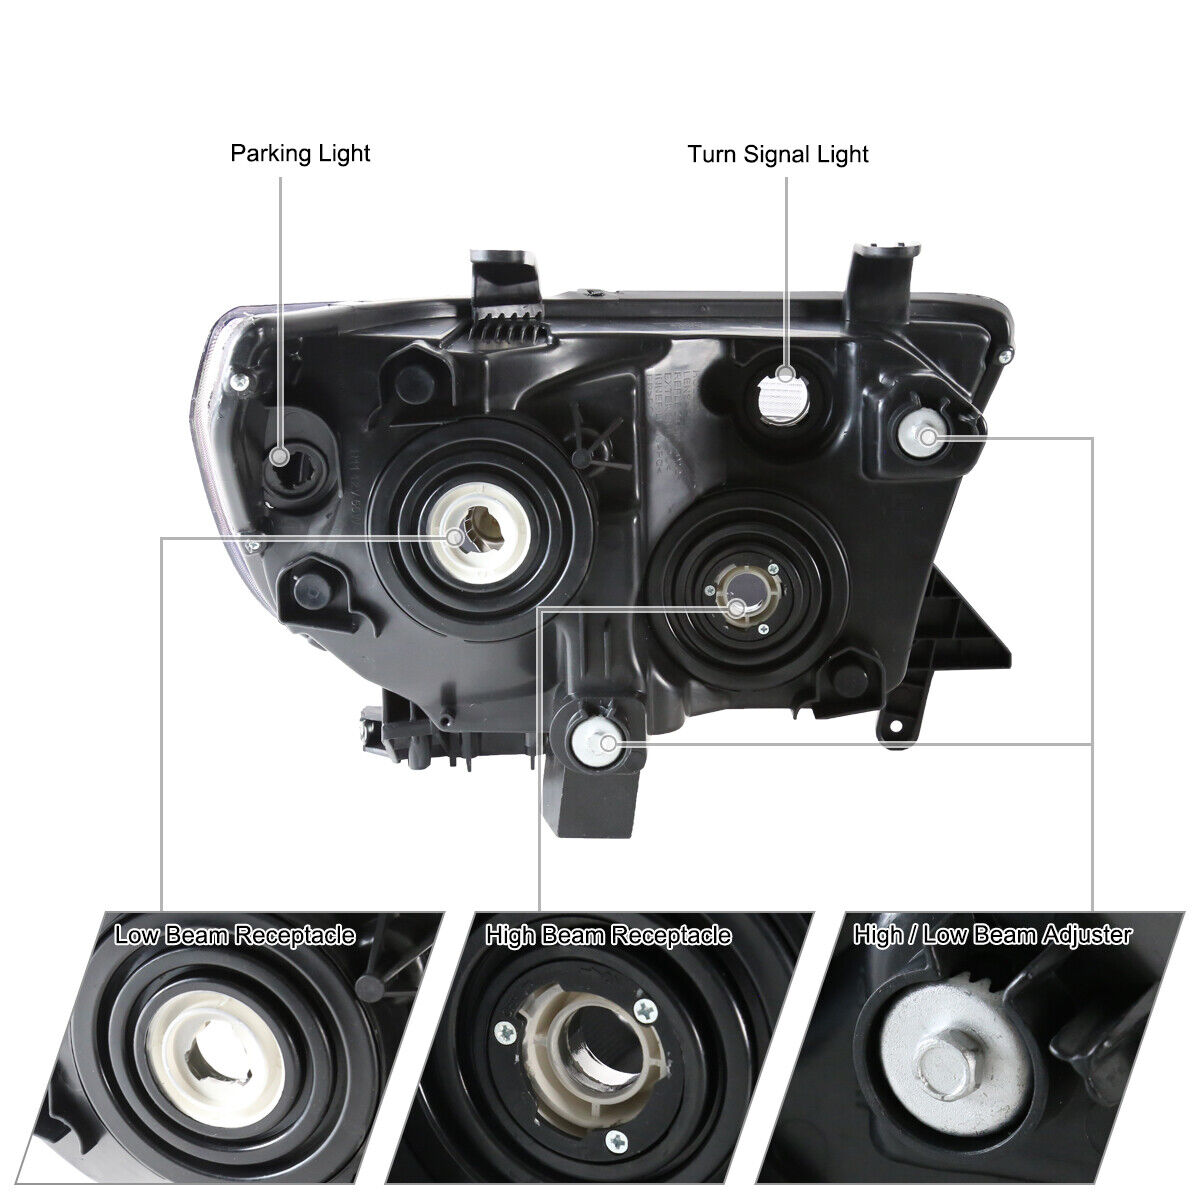 Parking Light
Turn Signal Light
Low Beam Receptacle
High Beam Receptacle
High / Low Beam Adjuster